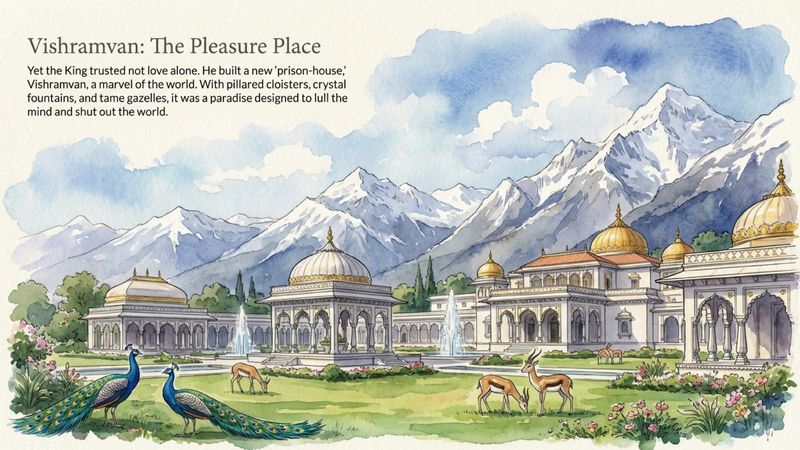 Vishramvan: The Pleasure Place
Yet the King trusted not love alone. He built a new ‘prison-house,’
Vishramvan, a marvel of the world. With pillared cloisters, crystal
fountains, and tame gazelles, it was a paradise designed to lull the
mind and shut out the world.